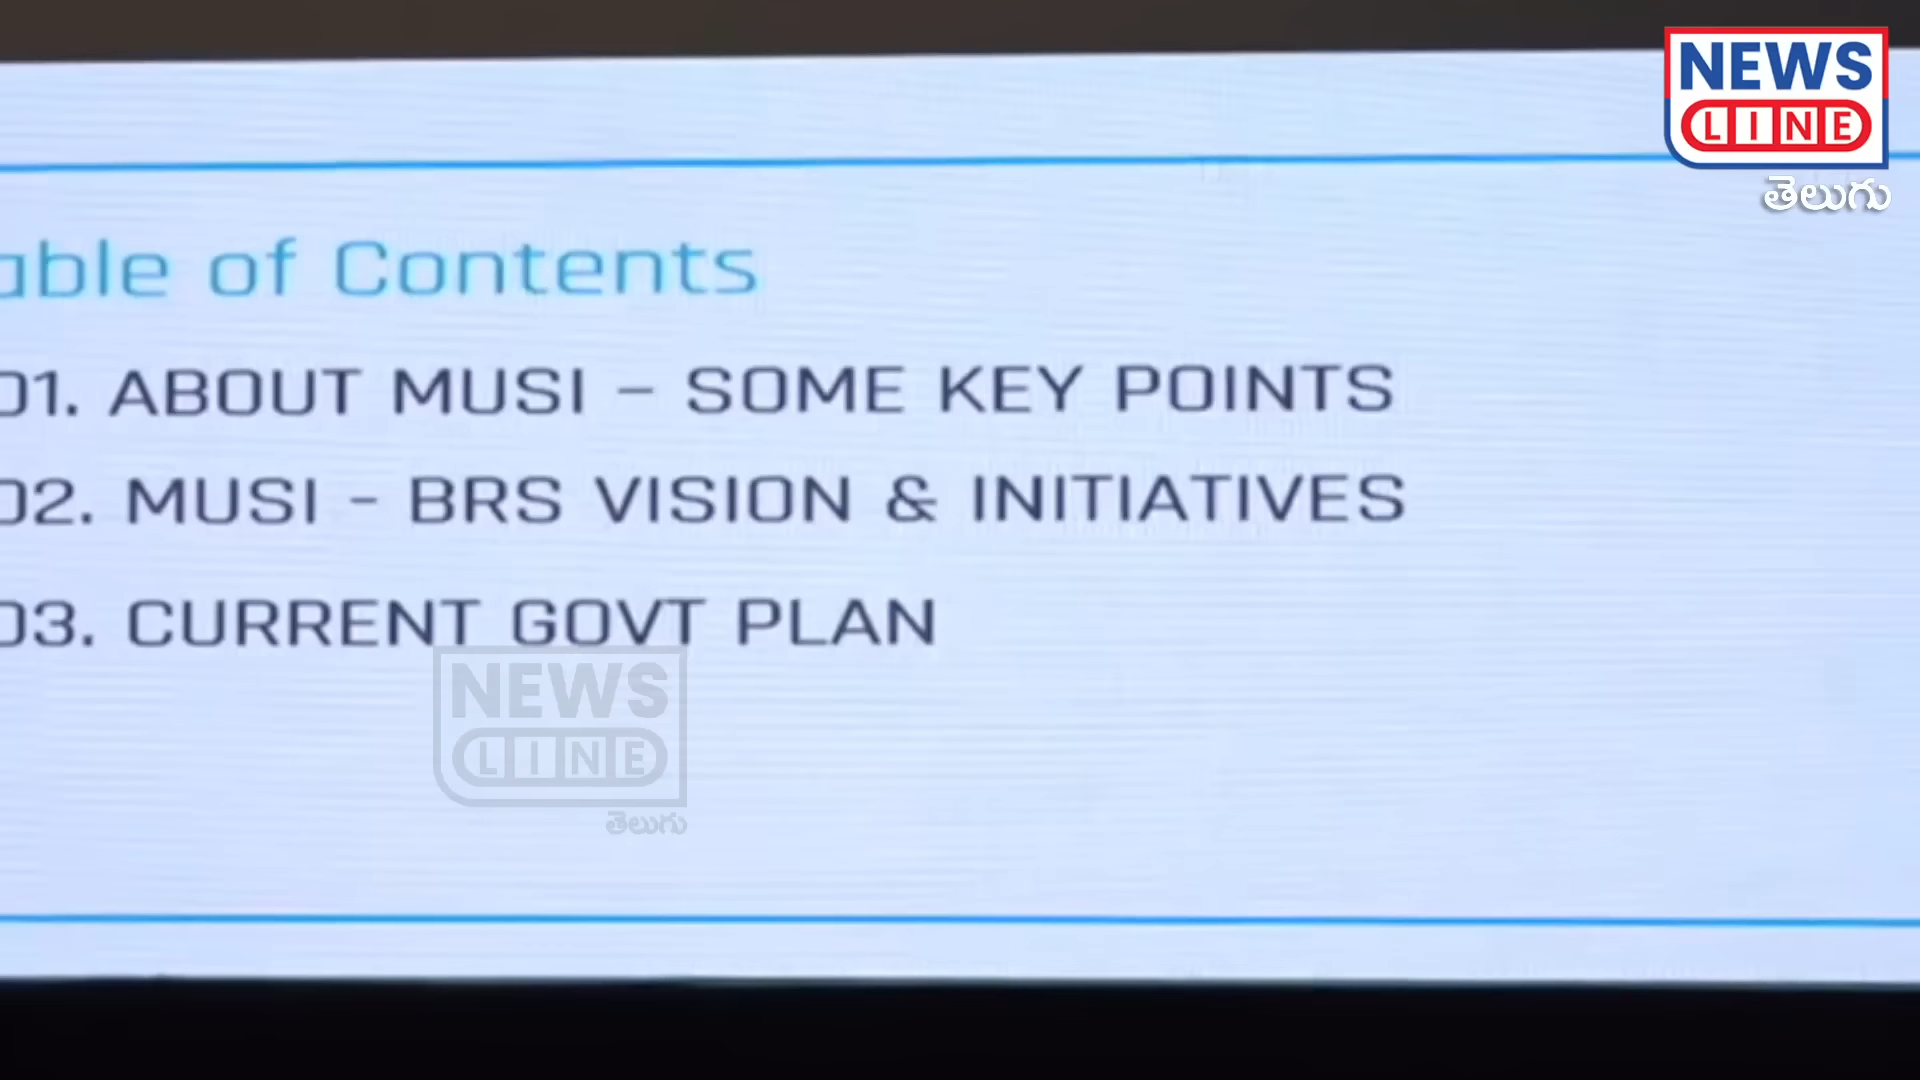 NEWS
LINE
తెలుగు
able of Contents
01. ABOUT MUSI – SOME KEY POINTS
02. MUSI - BRS VISION & INITIATIVES
03. CURRENT GOVT PLAN
NEWS
LINE
తెలుగు